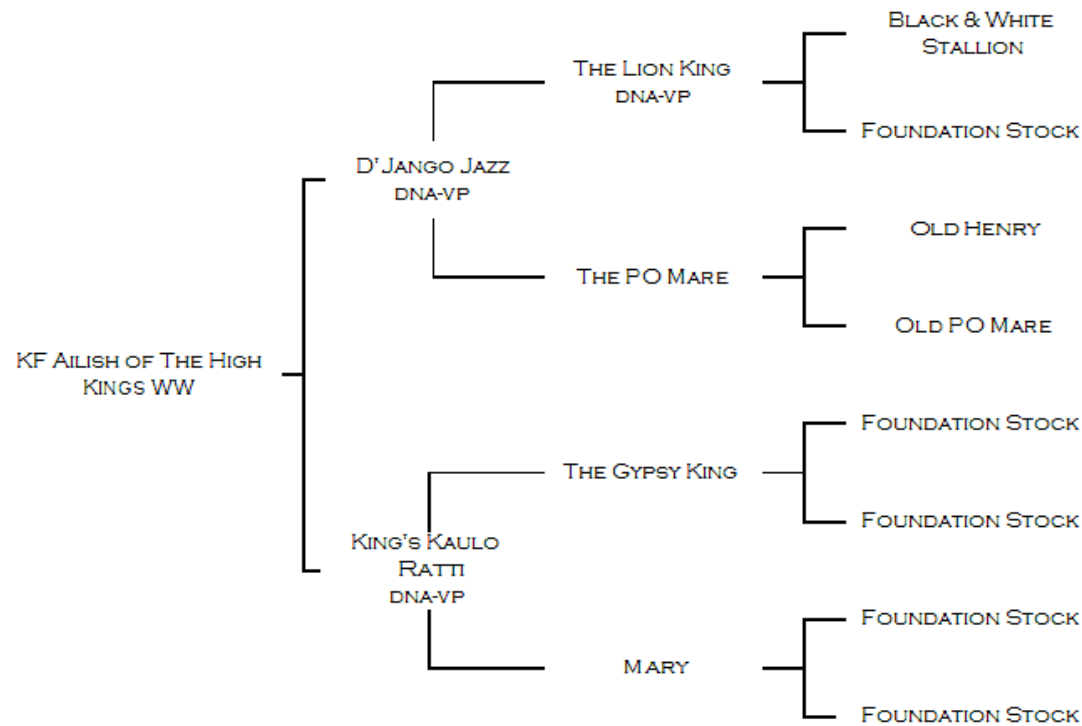 Black & White
Stallion
The Lion King
DNA-VP
Foundation Stock
D'Jango Jazz
DNA-VP
Old Henry
The PO Mare
Old PO Mare
KF Ailish of The High
Kings WW
Foundation Stock
The Gypsy King
Foundation Stock
King's Kaulo
Ratti
DNA-VP
Foundation Stock
Mary
Foundation Stock